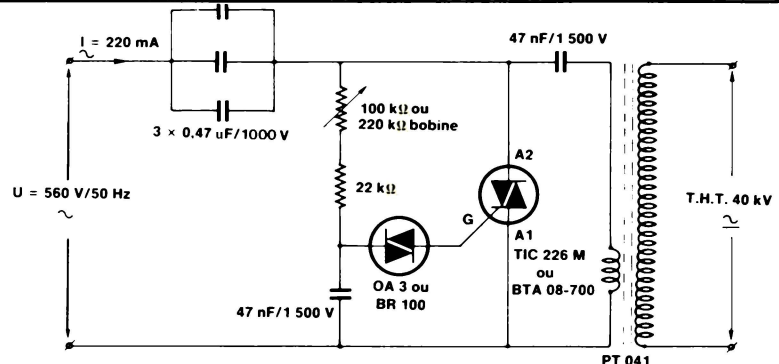 I = 220 mA
~
3 × 0,47 uF/1000 V
U = 560 V/50 Hz
~
100 kΩ ou
220 kΩ bobine
22 kΩ
47 nF/1 500 V
OA 3 ou
BR 100
47 nF/1 500 V
A2
G
A1
TIC 226 M
ou
BTA 08-700
T.H.T. 40 kV
~
PT 041